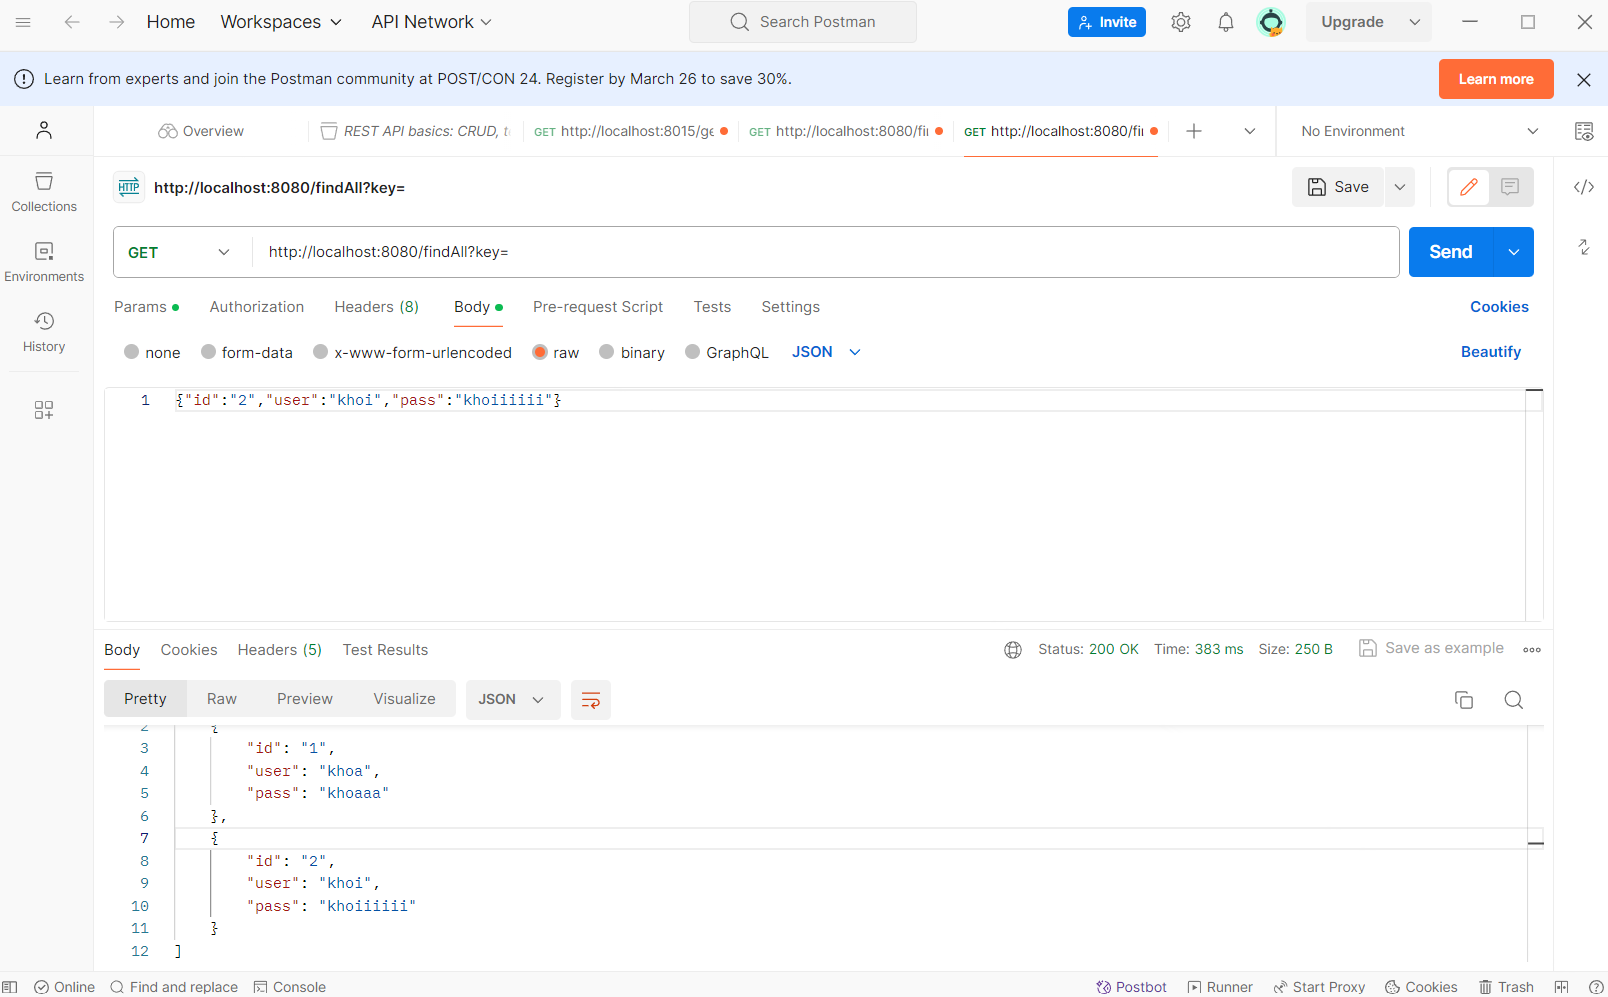 Home Workspaces API Network Search Postman Invite Upgrade
Learn from experts and join the Postman community at POST/CON 24. Register by March 26 to save 30%. Learn more
Overview REST API basics: CRUD, t GET http://localhost:8015/ge GET http://localhost:8080/fi GET http://localhost:8080/fi No Environment
HTTP http://localhost:8080/findAll?key= Save
Collections
GET http://localhost:8080/findAll?key= Send
Environments
Params Authorization Headers (8) Body Pre-request Script Tests Settings Cookies
History
none form-data x-www-form-urlencoded raw binary GraphQL JSON Beautify
1 {"id":"2","user":"khoi","pass":"khoiiiiii"}
Body Cookies Headers (5) Test Results Status: 200 OK Time: 383 ms Size: 250 B Save as example
Pretty Raw Preview Visualize JSON
2 {
3 "id": "1",
4 "user": "khoa",
5 "pass": "khoaaa"
6 },
7 {
8 "id": "2",
9 "user": "khoi",
10 "pass": "khoiiiiii"
11 }
12 ]
Online Find and replace Console Postbot Runner Start Proxy Cookies Trash